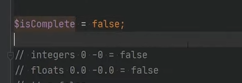 $isComplete = false;
// integers 0 -0 = false
// floats 0.0 -0.0 = false